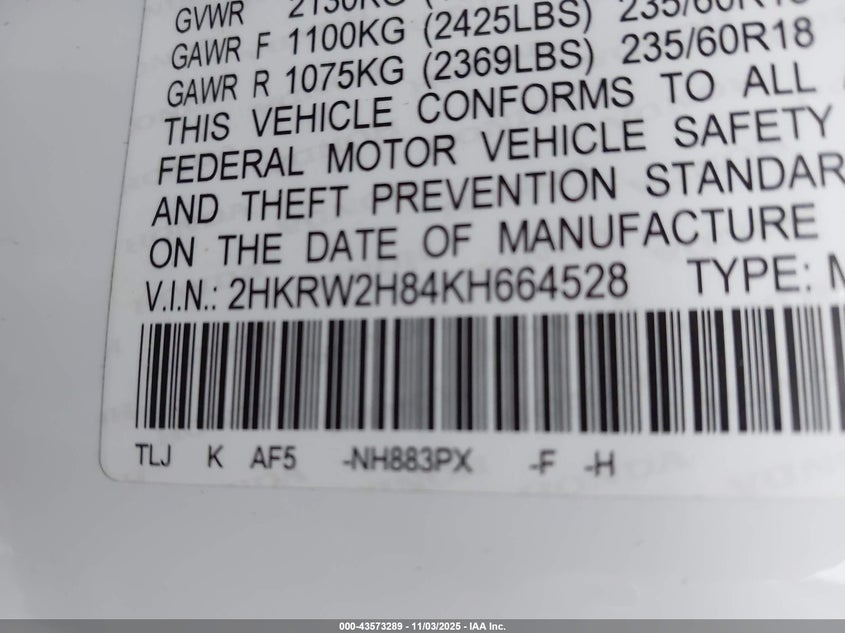 GVWR 2130KG
GAWR F 1100KG (2425LBS) 235/60R18
GAWR R 1075KG (2369LBS) 235/60R18
THIS VEHICLE CONFORMS TO ALL
FEDERAL MOTOR VEHICLE SAFETY
AND THEFT PREVENTION STANDAR
ON THE DATE OF MANUFACTURE
V.I.N.: 2HKRW2H84KH664528 TYPE: M
TLJ K AF5 -NH883PX -F -H
000-43573289 - 11/03/2025 - IAA Inc.